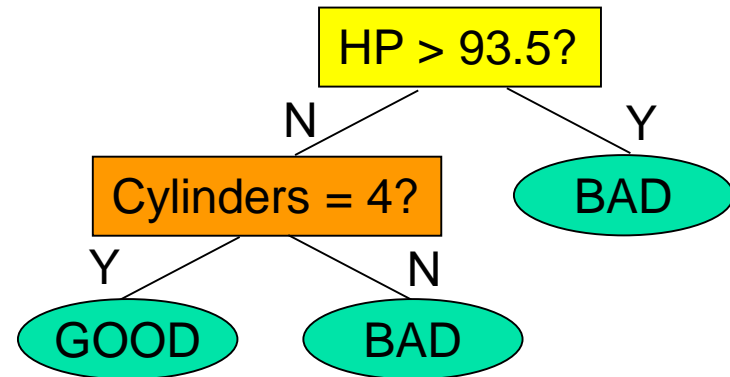 HP > 93.5?
N
Y
Cylinders = 4?
BAD
Y
N
GOOD
BAD